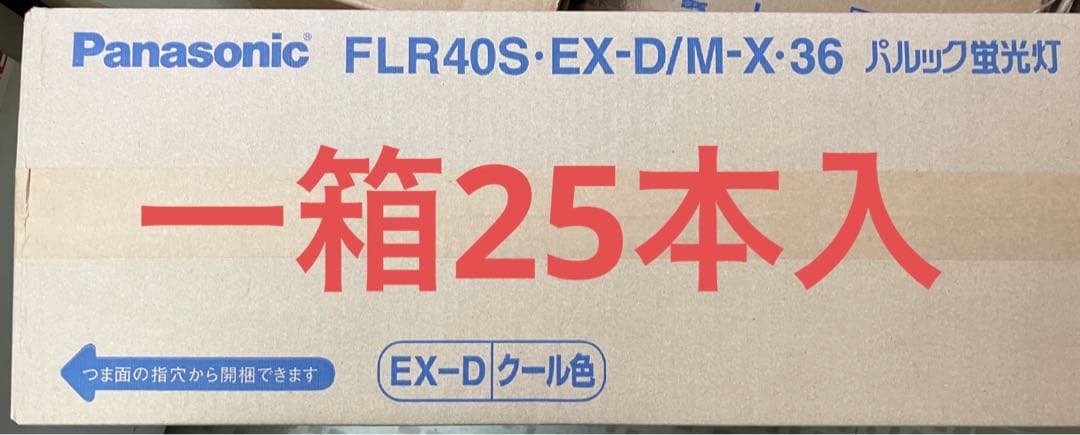 Panasonic® FLR40S・EX-D/M-X・36 パルック蛍光灯
一箱25本入
つま面の指穴から開梱できます
EX-D クール色